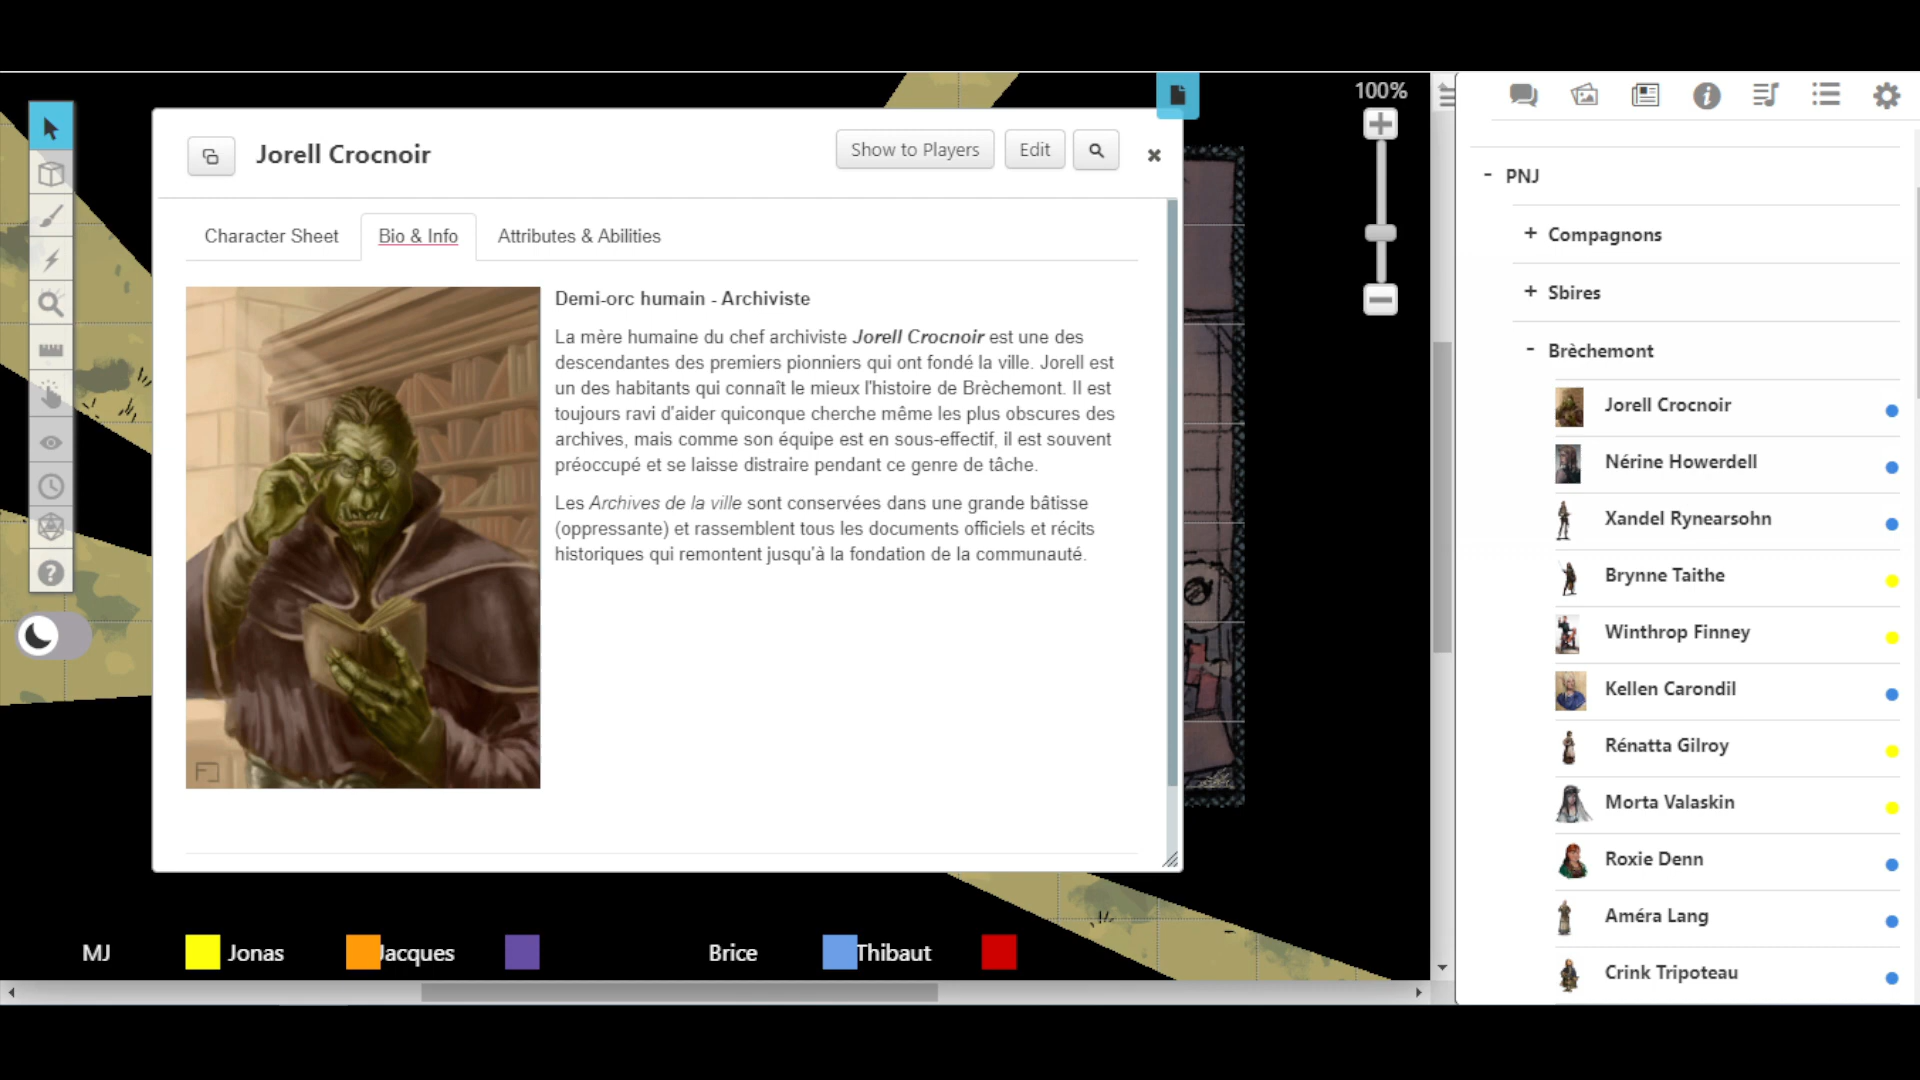 100%
Jorell Crocnoir
Show to Players
Edit
Character Sheet
Bio & Info
Attributes & Abilities
Demi-orc humain - Archiviste
La mère humaine du chef archiviste Jorell Crocnoir est une des
descendantes des premiers pionniers qui ont fondé la ville. Jorell est
un des habitants qui connaît le mieux l'histoire de Brèchemont. Il est
toujours ravi d'aider quiconque cherche même les plus obscures des
archives, mais comme son équipe est en sous-effectif, il est souvent
préoccupé et se laisse distraire pendant ce genre de tâche.
Les Archives de la ville sont conservées dans une grande bâtisse
(oppressante) et rassemblent tous les documents officiels et récits
historiques qui remontent jusqu'à la fondation de la communauté.
MJ
Jonas
Jacques
Brice
Thibaut
- PNJ
+ Compagnons
+ Sbires
- Brèchemont
Jorell Crocnoir
Nérine Howerdell
Xandel Rynearsohn
Brynne Taithe
Winthrop Finney
Kellen Carondil
Rénatta Gilroy
Morta Valaskin
Roxie Denn
Améra Lang
Crink Tripoteau